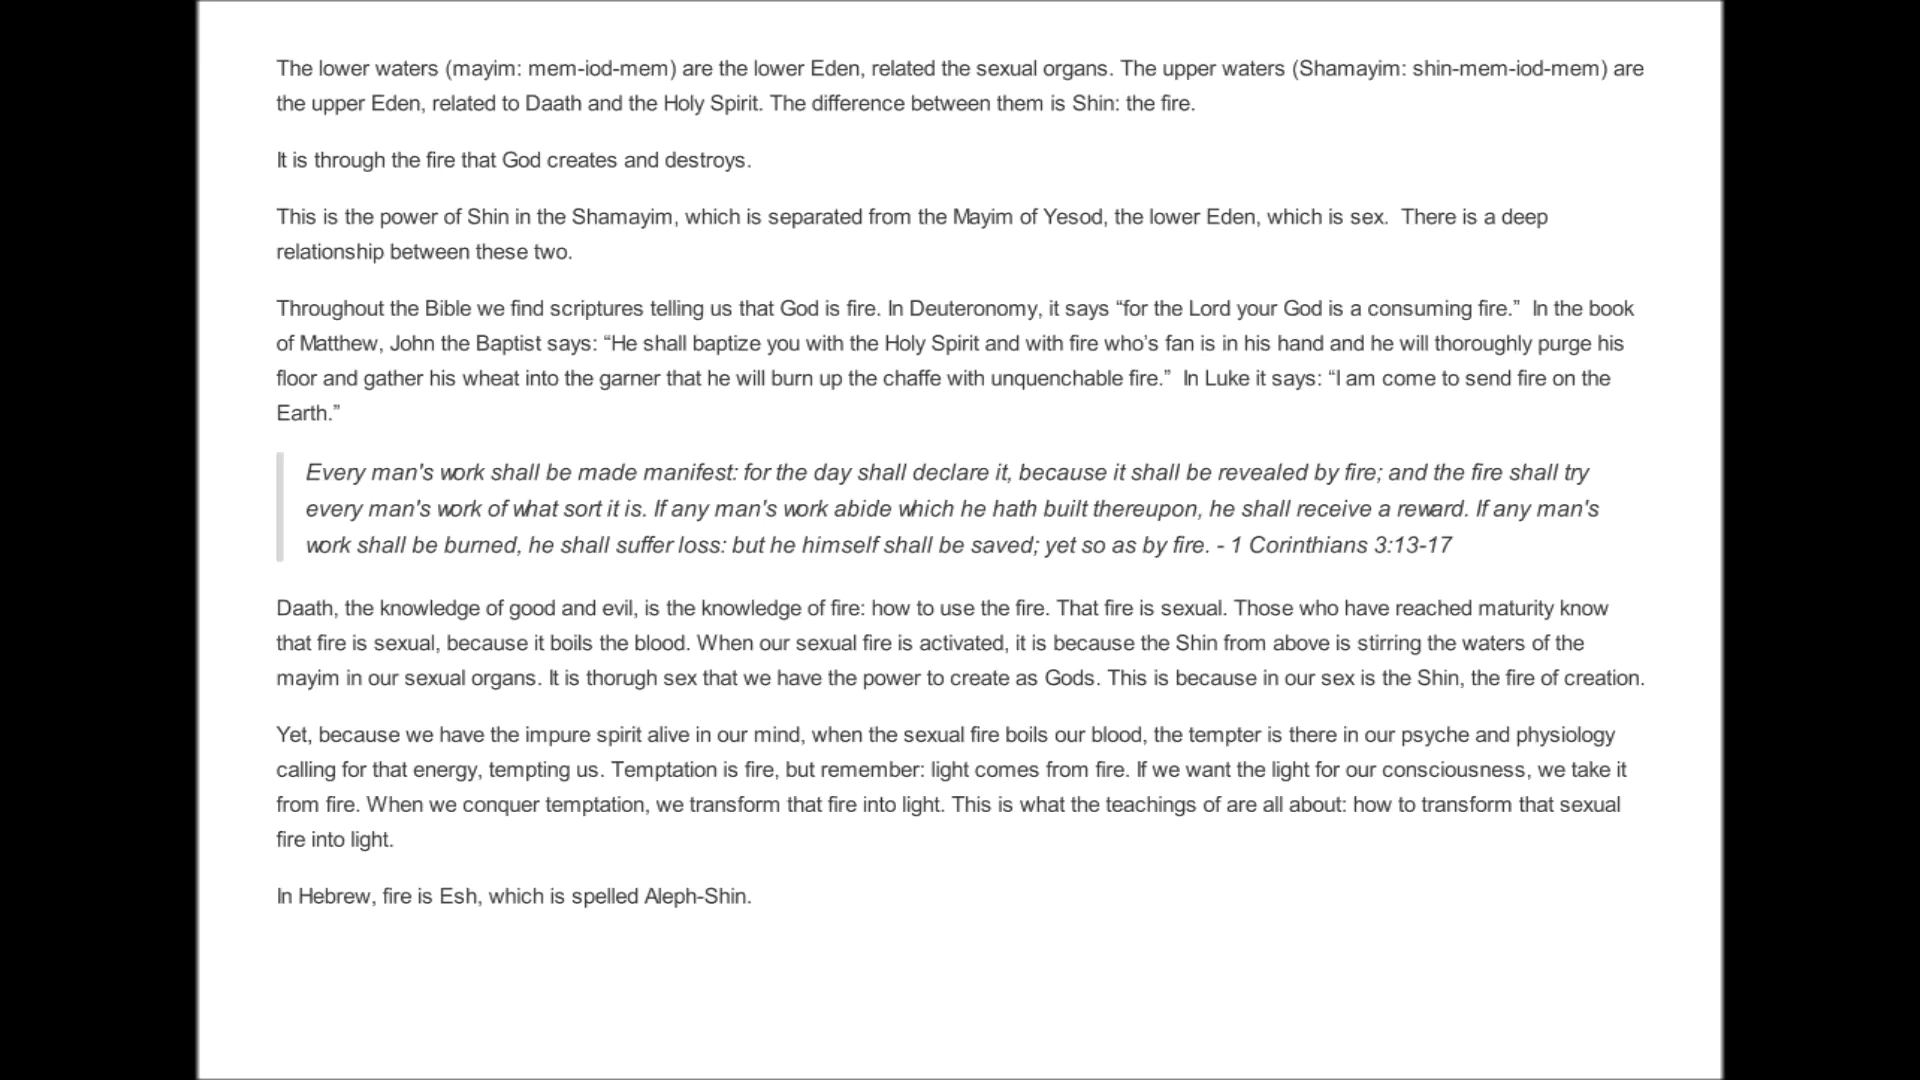 The lower waters (mayim: mem-iod-mem) are the lower Eden, related the sexual organs. The upper waters (Shamayim: shin-mem-iod-mem) are
the upper Eden, related to Daath and the Holy Spirit. The difference between them is Shin: the fire.
It is through the fire that God creates and destroys.
This is the power of Shin in the Shamayim, which is separated from the Mayim of Yesod, the lower Eden, which is sex.  There is a deep
relationship between these two.
Throughout the Bible we find scriptures telling us that God is fire. In Deuteronomy, it says “for the Lord your God is a consuming fire.”  In the book
of Matthew, John the Baptist says: “He shall baptize you with the Holy Spirit and with fire who’s fan is in his hand and he will thoroughly purge his
floor and gather his wheat into the garner that he will burn up the chaffe with unquenchable fire.”  In Luke it says: “I am come to send fire on the
Earth.”
Every man's work shall be made manifest: for the day shall declare it, because it shall be revealed by fire; and the fire shall try
every man's work of what sort it is. If any man's work abide which he hath built thereupon, he shall receive a reward. If any man's
work shall be burned, he shall suffer loss: but he himself shall be saved; yet so as by fire. - 1 Corinthians 3:13-17
Daath, the knowledge of good and evil, is the knowledge of fire: how to use the fire. That fire is sexual. Those who have reached maturity know
that fire is sexual, because it boils the blood. When our sexual fire is activated, it is because the Shin from above is stirring the waters of the
mayim in our sexual organs. It is thorugh sex that we have the power to create as Gods. This is because in our sex is the Shin, the fire of creation.
Yet, because we have the impure spirit alive in our mind, when the sexual fire boils our blood, the tempter is there in our psyche and physiology
calling for that energy, tempting us. Temptation is fire, but remember: light comes from fire. If we want the light for our consciousness, we take it
from fire. When we conquer temptation, we transform that fire into light. This is what the teachings of are all about: how to transform that sexual
fire into light.
In Hebrew, fire is Esh, which is spelled Aleph-Shin.